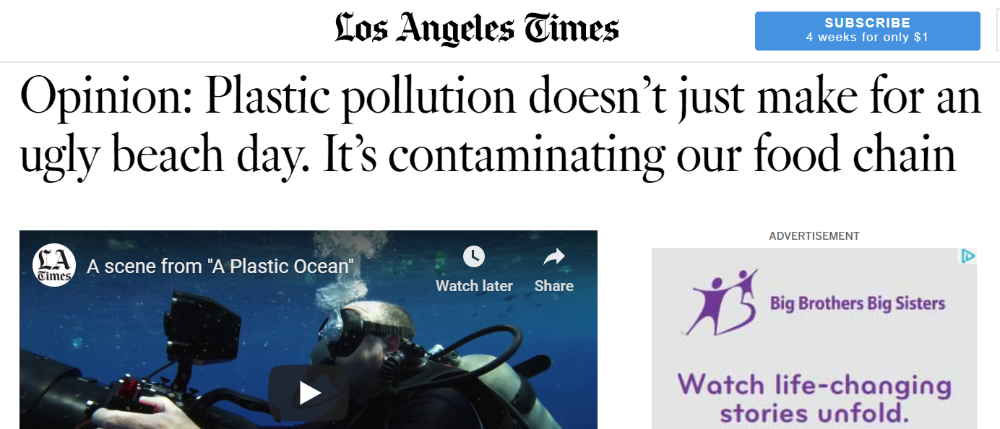 Los Angeles Times
SUBSCRIBE
4 weeks for only $1
Opinion: Plastic pollution doesn’t just make for an
ugly beach day. It’s contaminating our food chain
LA
Times
A scene from "A Plastic Ocean"
Watch later
Share
ADVERTISEMENT
Big Brothers Big Sisters
Watch life-changing
stories unfold.